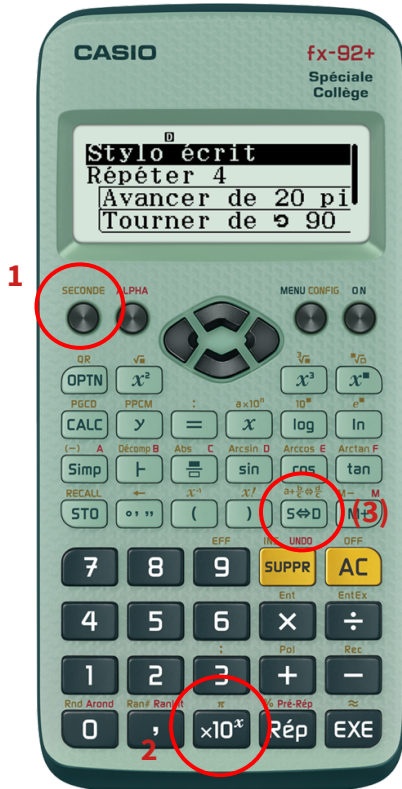 CASIO
fx-92+
Spéciale
Collège
D
Stylo écrit
Répéter 4
Avancer de 20 pi
Tourner de ↺ 90
1
SECONDE ALPHA MENU CONFIG ON
QR √■ ³√■ ■√□
OPTN x² x³ x■
PGCD PPCM : a×10ⁿ 10■ e■
CALC y = x log ln
(−) A Décomp B Abs C Arcsin D Arccos E Arctan F
Simp ⊢ sin cos tan
RECALL ← x⁻¹ x! a+b/c⇔d/c M− M
STO ° ’ ” ( ) S⇔D M+ (3)
EFF INS UNDO OFF
7 8 9 SUPPR AC
Ent EntEx
4 5 6 × ÷
: Pol Rec
1 2 3 + −
Rnd Arond Ran# RanInt π % Pré-Rép ≈
0 , ×10ˣ Rép EXE
2